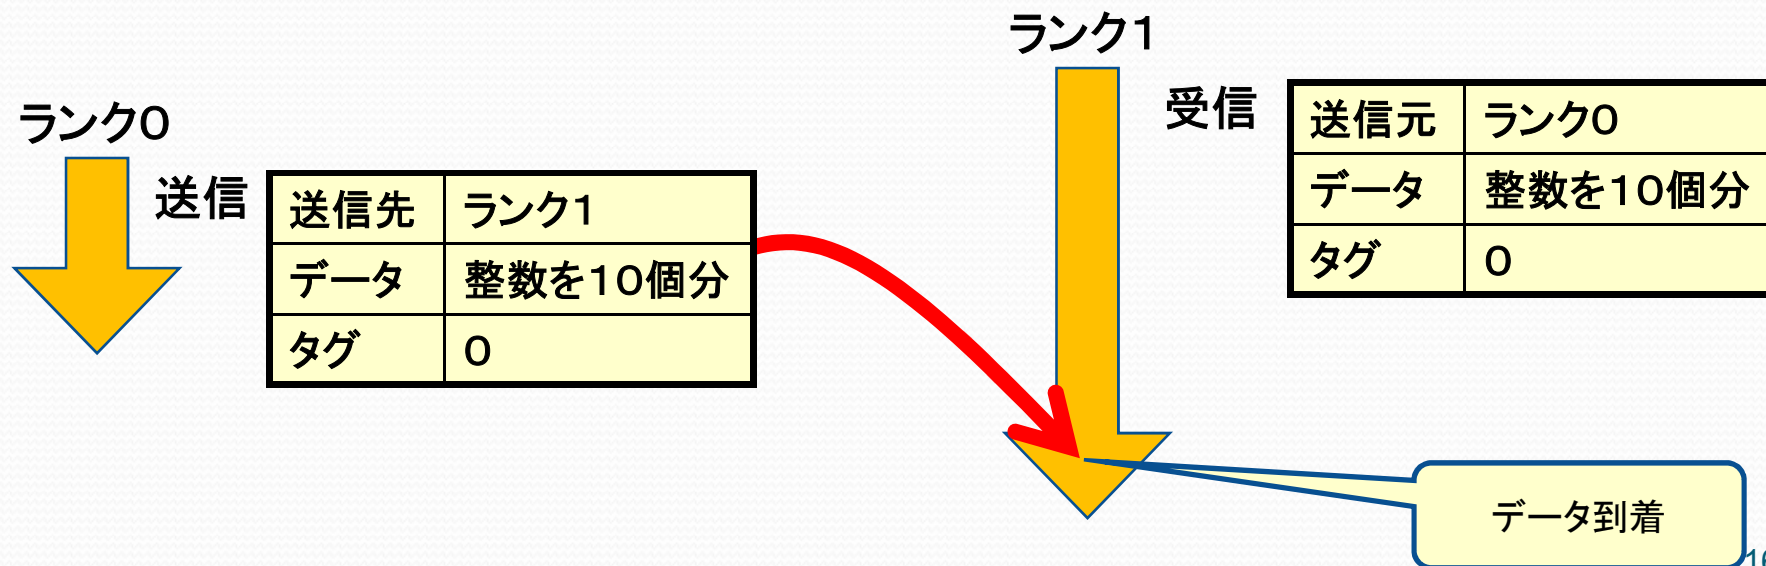 ランク0
送信
送信先 ランク1
データ 整数を10個分
タグ 0
ランク1
受信
送信元 ランク0
データ 整数を10個分
タグ 0
データ到着
16